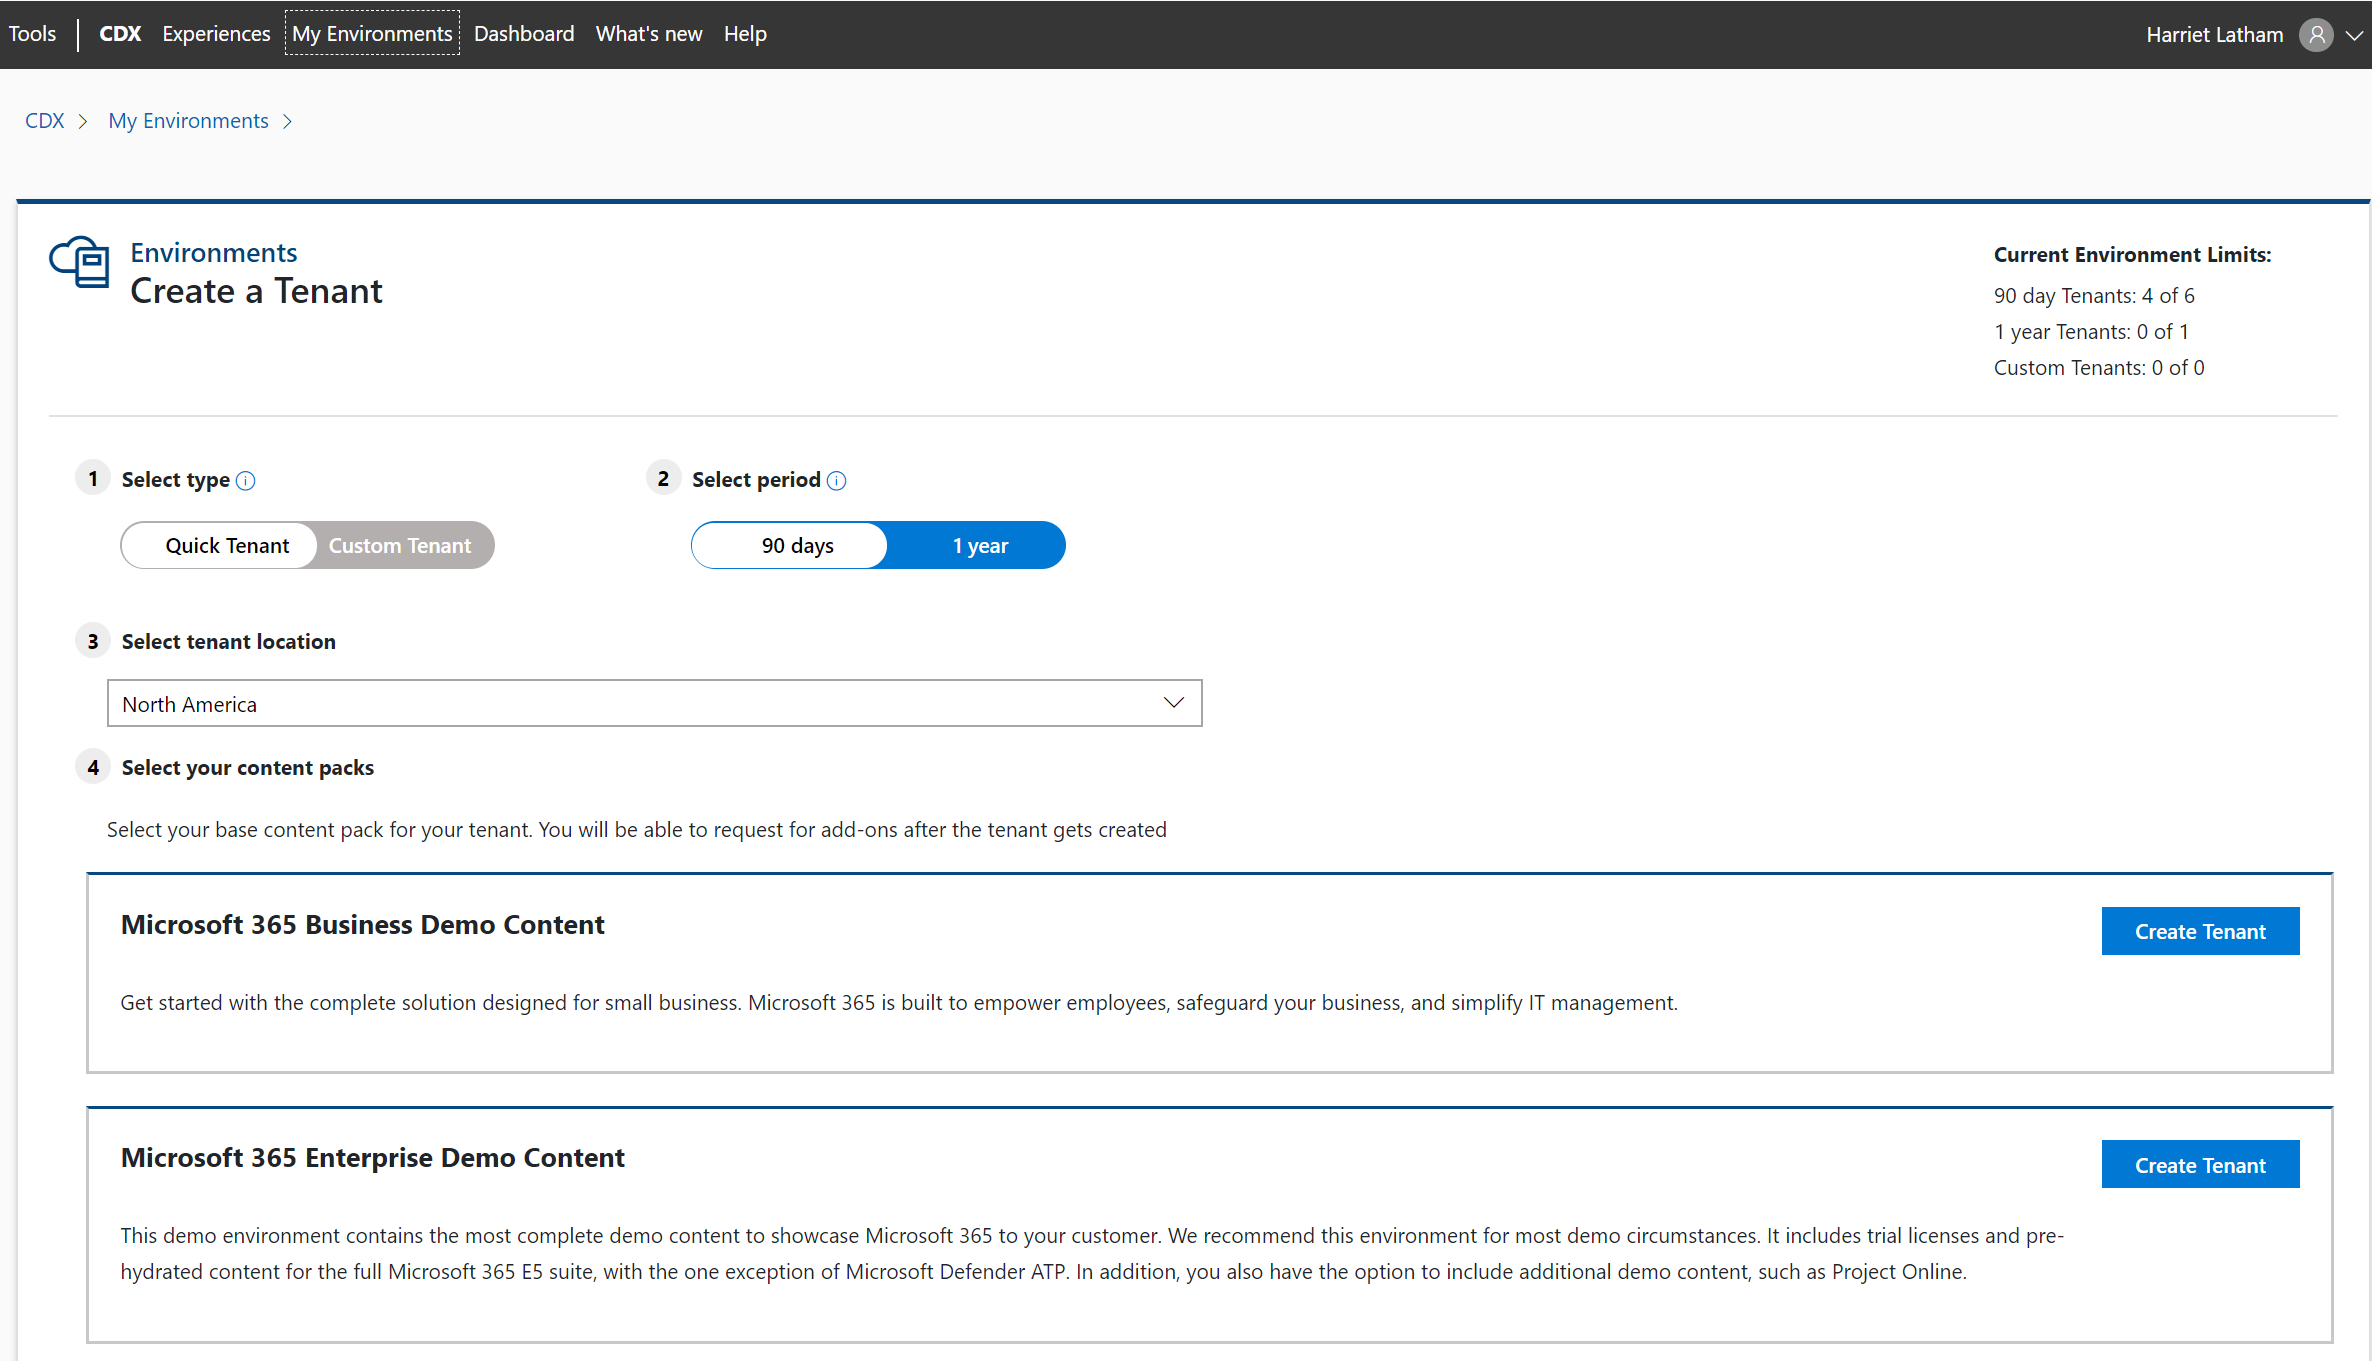 Tools CDX Experiences My Environments Dashboard What's new Help Harriet Latham
CDX My Environments
Environments
Create a Tenant
Current Environment Limits:
90 day Tenants: 4 of 6
1 year Tenants: 0 of 1
Custom Tenants: 0 of 0
1 Select type
Quick Tenant Custom Tenant
2 Select period
90 days 1 year
3 Select tenant location
North America
4 Select your content packs
Select your base content pack for your tenant. You will be able to request for add-ons after the tenant gets created
Microsoft 365 Business Demo Content
Create Tenant
Get started with the complete solution designed for small business. Microsoft 365 is built to empower employees, safeguard your business, and simplify IT management.
Microsoft 365 Enterprise Demo Content
Create Tenant
This demo environment contains the most complete demo content to showcase Microsoft 365 to your customer. We recommend this environment for most demo circumstances. It includes trial licenses and pre-
hydrated content for the full Microsoft 365 E5 suite, with the one exception of Microsoft Defender ATP. In addition, you also have the option to include additional demo content, such as Project Online.